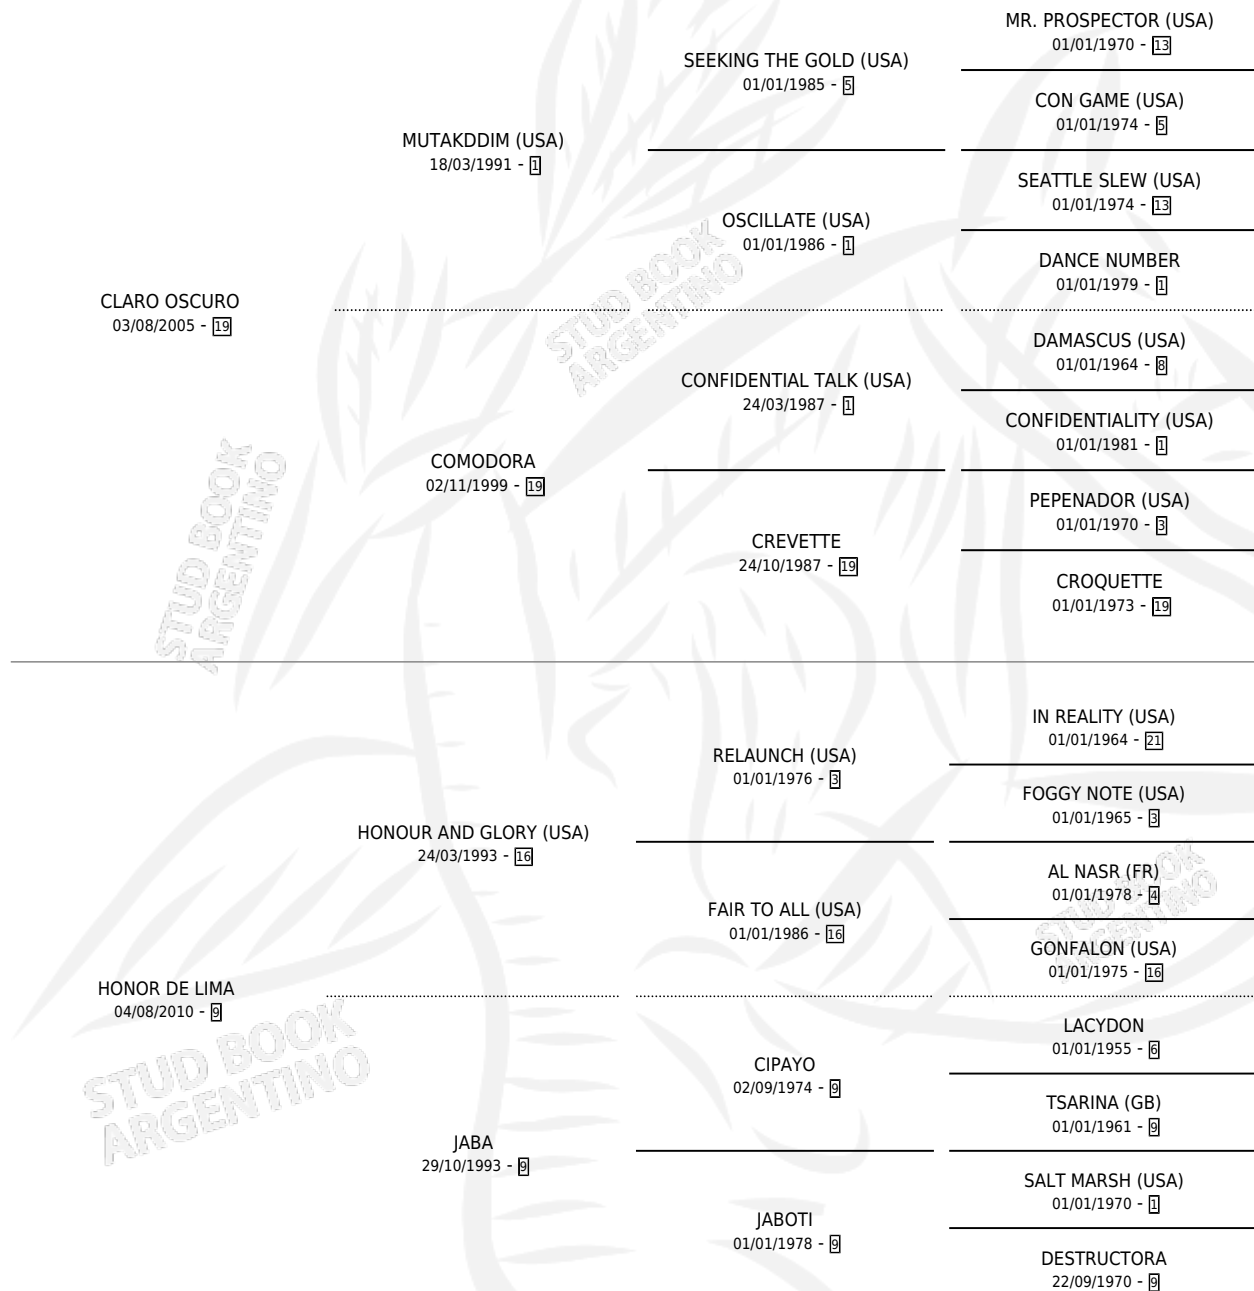 MR. PROSPECTOR (USA)
01/01/1970 - 13
SEEKING THE GOLD (USA)
01/01/1985 - 5
CON GAME (USA)
01/01/1974 - 5
MUTAKDDIM (USA)
18/03/1991 - 1
SEATTLE SLEW (USA)
01/01/1974 - 13
OSCILLATE (USA)
01/01/1986 - 1
DANCE NUMBER
01/01/1979 - 1
CLARO OSCURO
03/08/2005 - 19
DAMASCUS (USA)
01/01/1964 - 8
CONFIDENTIAL TALK (USA)
24/03/1987 - 1
CONFIDENTIALITY (USA)
01/01/1981 - 1
COMODORA
02/11/1999 - 19
PEPENADOR (USA)
01/01/1970 - 3
CREVETTE
24/10/1987 - 19
CROQUETTE
01/01/1973 - 19
IN REALITY (USA)
01/01/1964 - 21
RELAUNCH (USA)
01/01/1976 - 3
FOGGY NOTE (USA)
01/01/1965 - 3
HONOUR AND GLORY (USA)
24/03/1993 - 16
AL NASR (FR)
01/01/1978 - 4
FAIR TO ALL (USA)
01/01/1986 - 16
GONFALON (USA)
01/01/1975 - 16
HONOR DE LIMA
04/08/2010 - 9
LACYDON
01/01/1955 - 6
CIPAYO
02/09/1974 - 9
TSARINA (GB)
01/01/1961 - 9
JABA
29/10/1993 - 9
SALT MARSH (USA)
01/01/1970 - 1
JABOTI
01/01/1978 - 9
DESTRUCTORA
22/09/1970 - 9
STUD BOOK
ARGENTINO
STUD BOOK
ARGENTINO
STUD BOOK
ARGENTINO
STUD BOOK
ARGENTINO